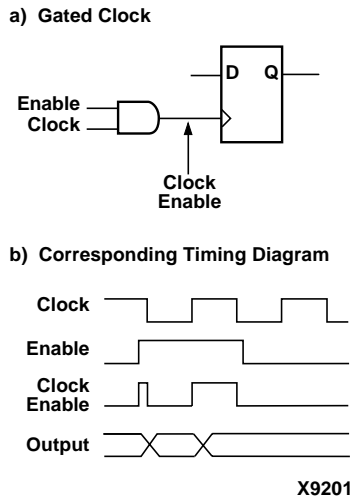 a) Gated Clock
D Q
Enable
Clock
Clock
Enable
b) Corresponding Timing Diagram
Clock
Enable
Clock
Enable
Output
X9201